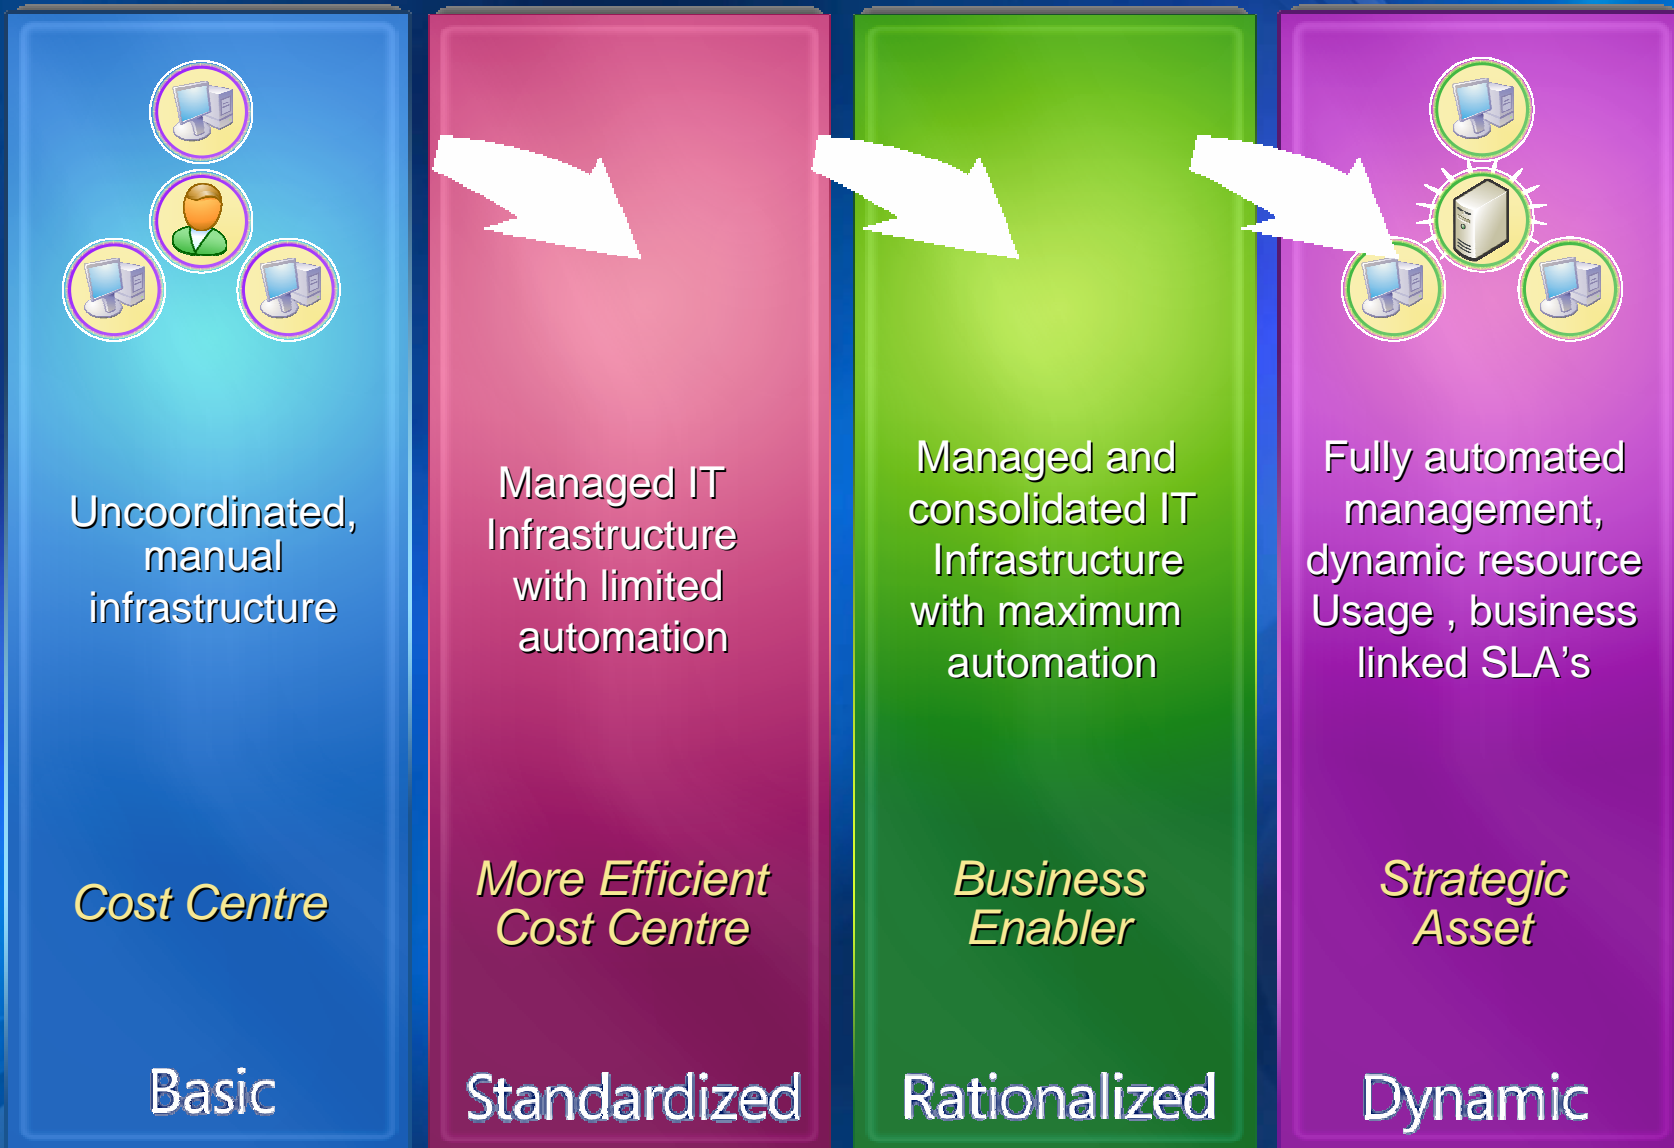 Uncoordinated,
manual
infrastructure
Cost Centre
Basic
Managed IT
Infrastructure
with limited
automation
More Efficient
Cost Centre
Standardized
Managed and
consolidated IT
Infrastructure
with maximum
automation
Business
Enabler
Rationalized
Fully automated
management,
dynamic resource
Usage , business
linked SLA’s
Strategic
Asset
Dynamic